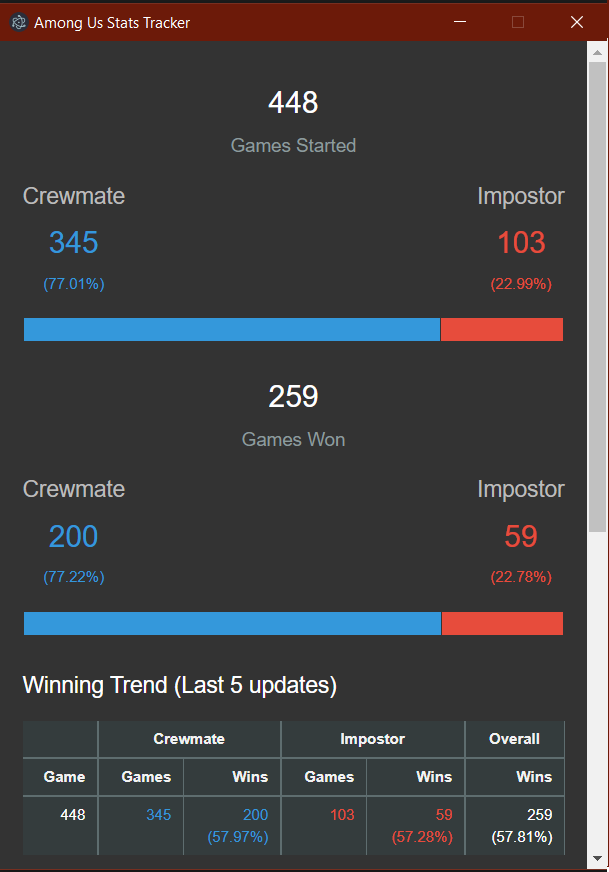 Among Us Stats Tracker
448
Games Started
Crewmate Impostor
345 103
(77.01%) (22.99%)
259
Games Won
Crewmate Impostor
200 59
(77.22%) (22.78%)
Winning Trend (Last 5 updates)
Crewmate Impostor Overall
Game Games Wins Games Wins Wins
448 345 200 103 59 259
(57.97%) (57.28%) (57.81%)